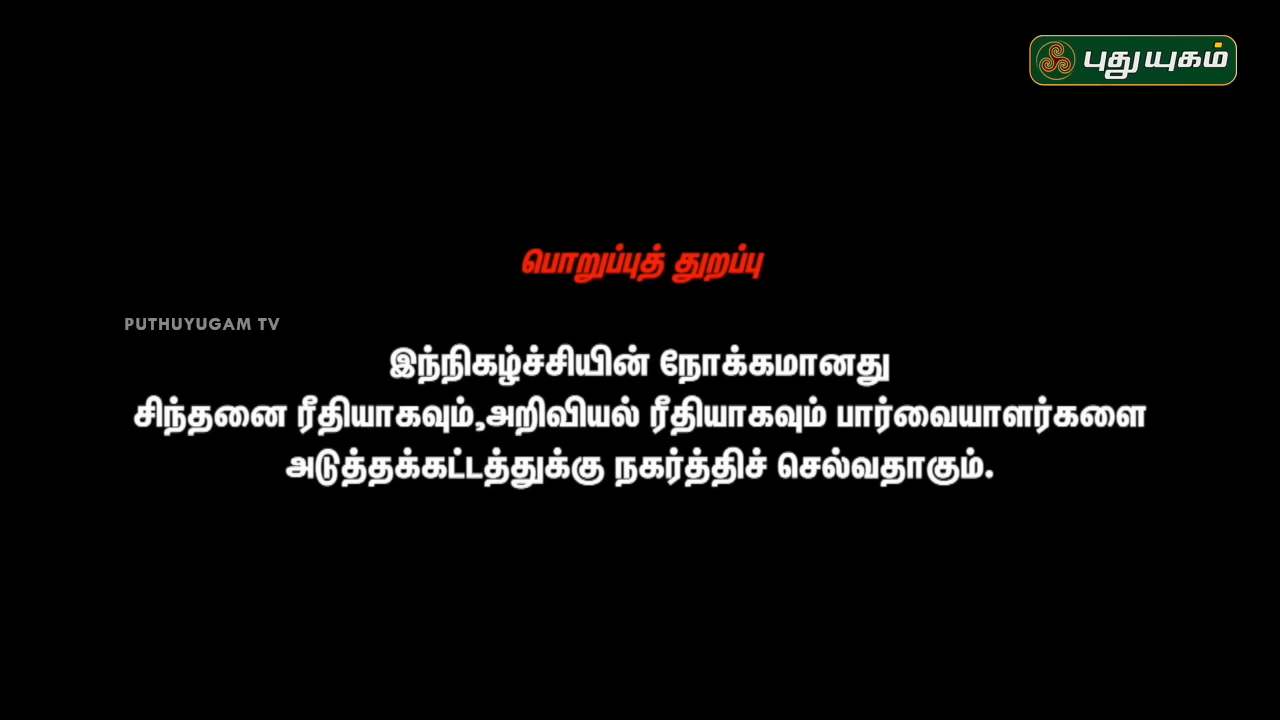 புதுயுகம்
பொறுப்புத் துறப்பு
PUTHUYUGAM TV
இந்நிகழ்ச்சியின் நோக்கமானது
சிந்தனை ரீதியாகவும்,அறிவியல் ரீதியாகவும் பார்வையாளர்களை
அடுத்தக்கட்டத்துக்கு நகர்த்திச் செல்வதாகும்.